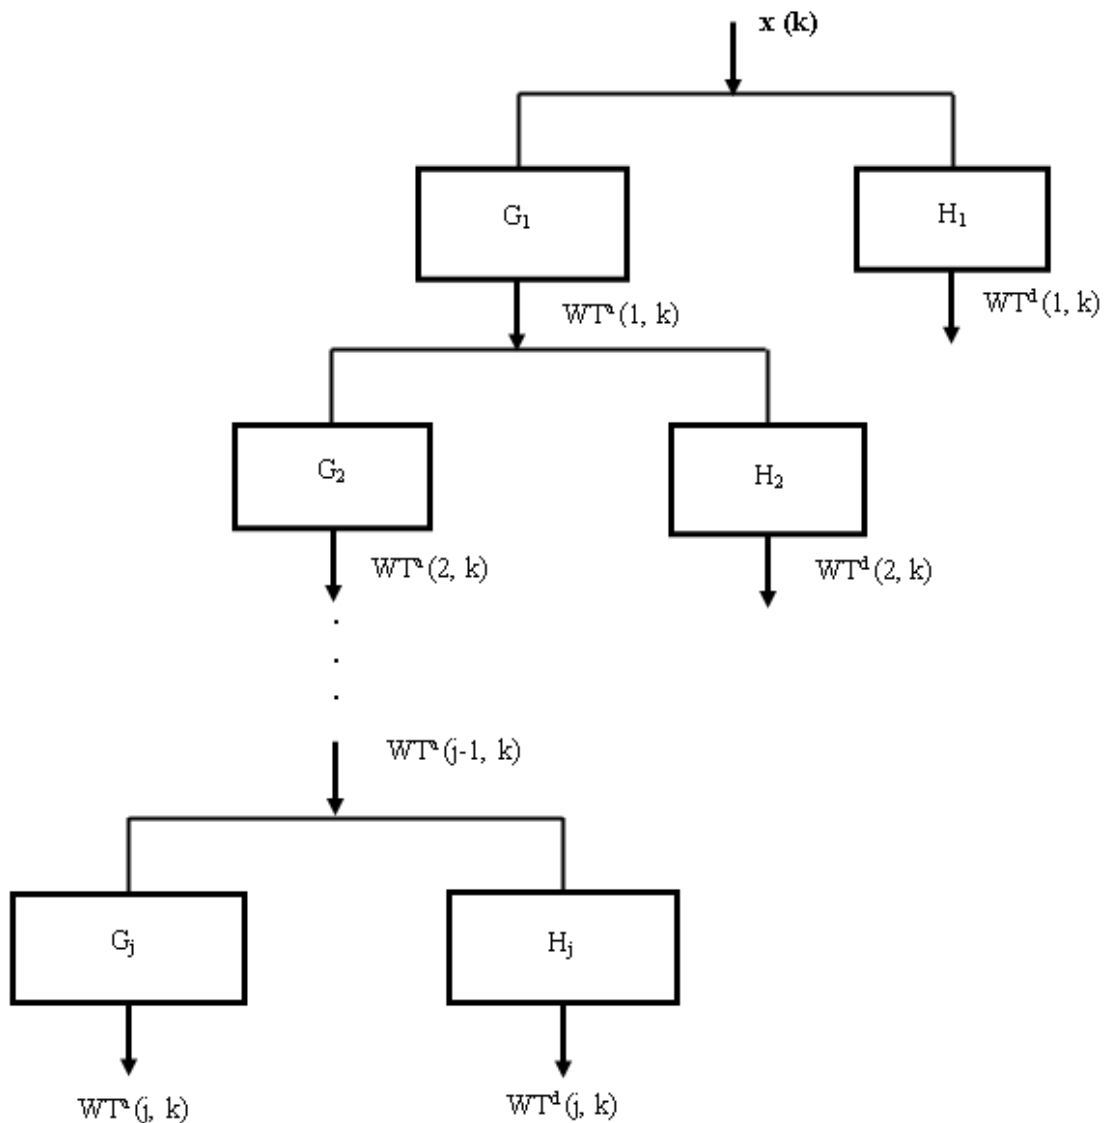 x (k)
G₁
H₁
WTᵃ(1, k)
WTᵈ(1, k)
G₂
H₂
WTᵃ(2, k)
WTᵈ(2, k)
.
.
.
WTᵃ(j-1, k)
Gⱼ
Hⱼ
WTᵃ(j, k)
WTᵈ(j, k)